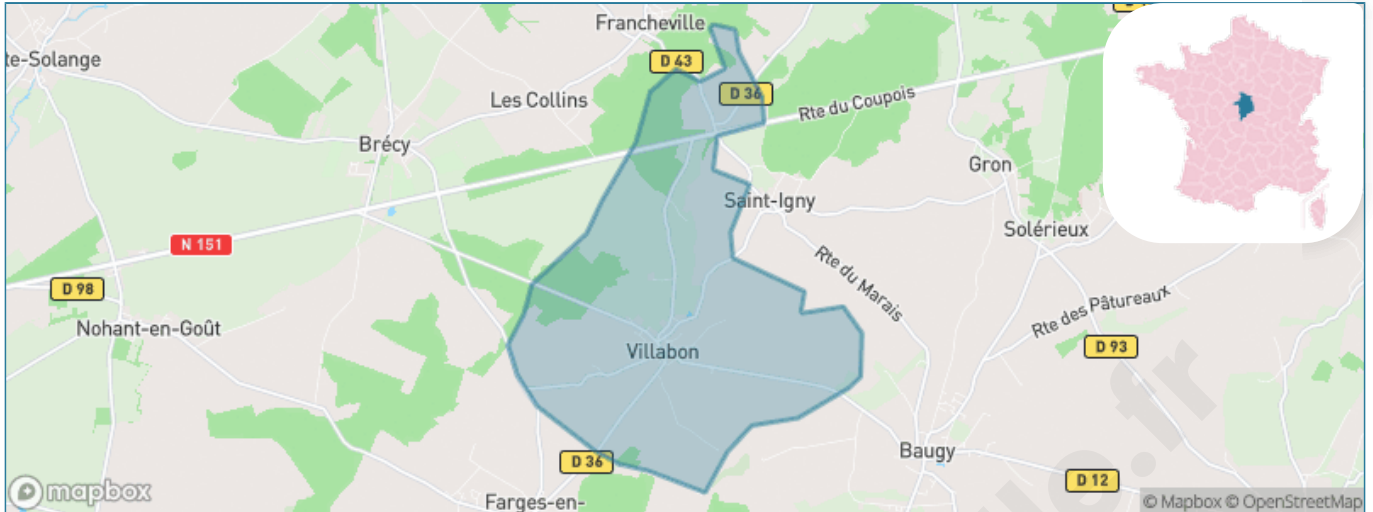 Francheville
te-Solange
D 43
D 36
Les Collins
Rte du Coupois
Brécy
Gron
Saint-Igny
Solérieux
N 151
Rte du Marais
D 98
Rte des Pâtureaux
Nohant-en-Goût
Villabon
D 93
Baugy
D 36
D 12
Farges-en-
mapbox
© Mapbox © OpenStreetMap